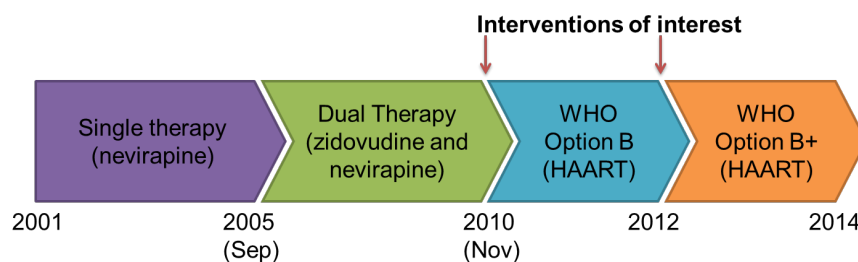 Interventions of interest
Single therapy
(nevirapine)
Dual Therapy
(zidovudine and
nevirapine)
WHO
Option B
(HAART)
WHO
Option B+
(HAART)
2001
2005
(Sep)
2010
(Nov)
2012
2014